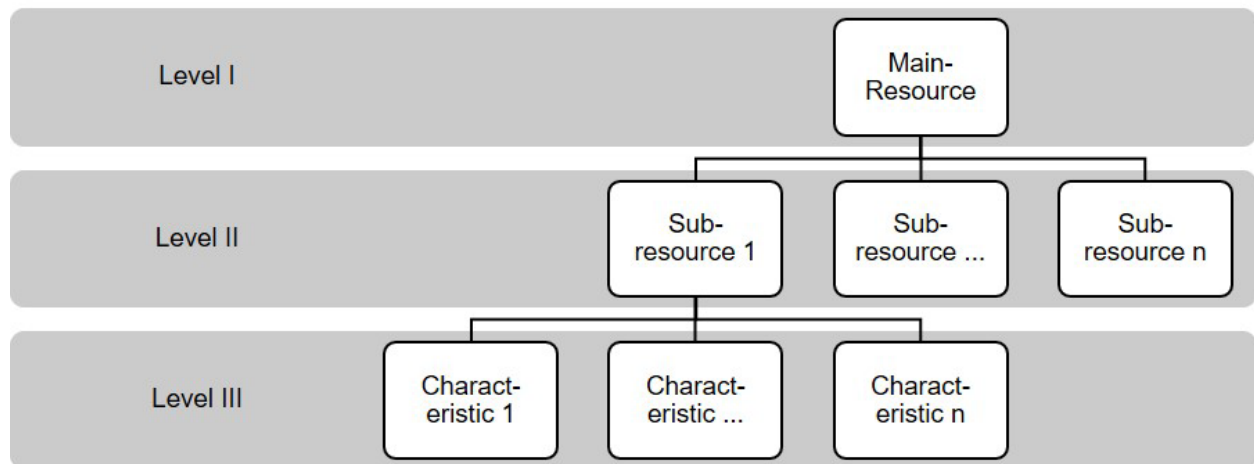 Level I
Main-
Resource
Level II
Sub-
resource 1
Sub-
resource ...
Sub-
resource n
Level III
Charact-
eristic 1
Charact-
eristic ...
Charact-
eristic n